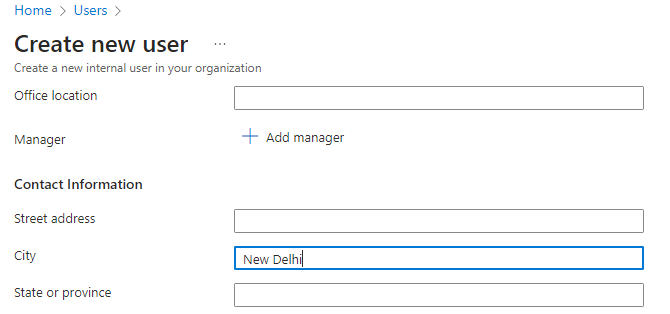 Home > Users >
Create new user ...
Create a new internal user in your organization
Office location
Manager + Add manager
Contact Information
Street address
City New Delhi
State or province